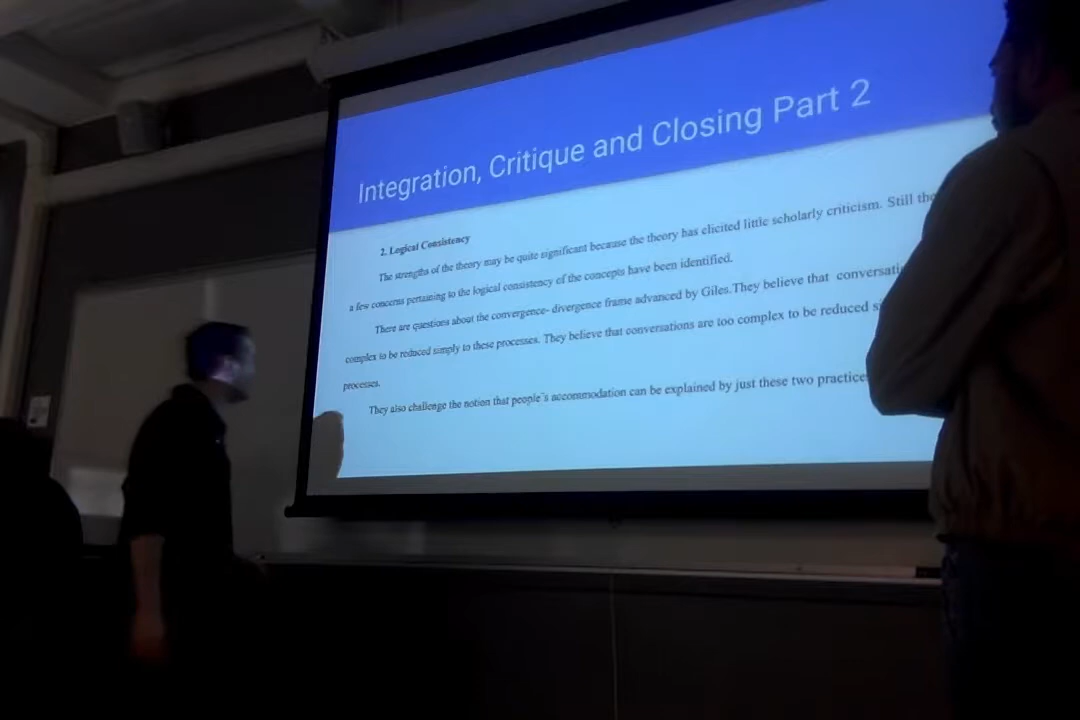 Integration, Critique and Closing Part 2
2. Logical Consistency
The strengths of the theory may be quite significant because the theory has elicited little scholarly criticism. Still
a few concerns pertaining to the logical consistency of the concepts have been identified.
There are questions about the convergence- divergence frame advanced by Giles.They believe that
complex to be reduced simply to these processes. They believe that conversations are too complex to be reduced
processes.
They also challenge the notion that people's accommodation can be explained by just these two